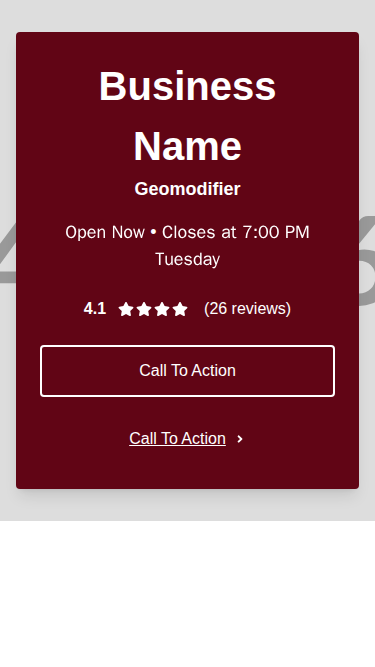 Business
Name
Geomodifier
Open Now • Closes at 7:00 PM
Tuesday
4.1 (26 reviews)
Call To Action
Call To Action